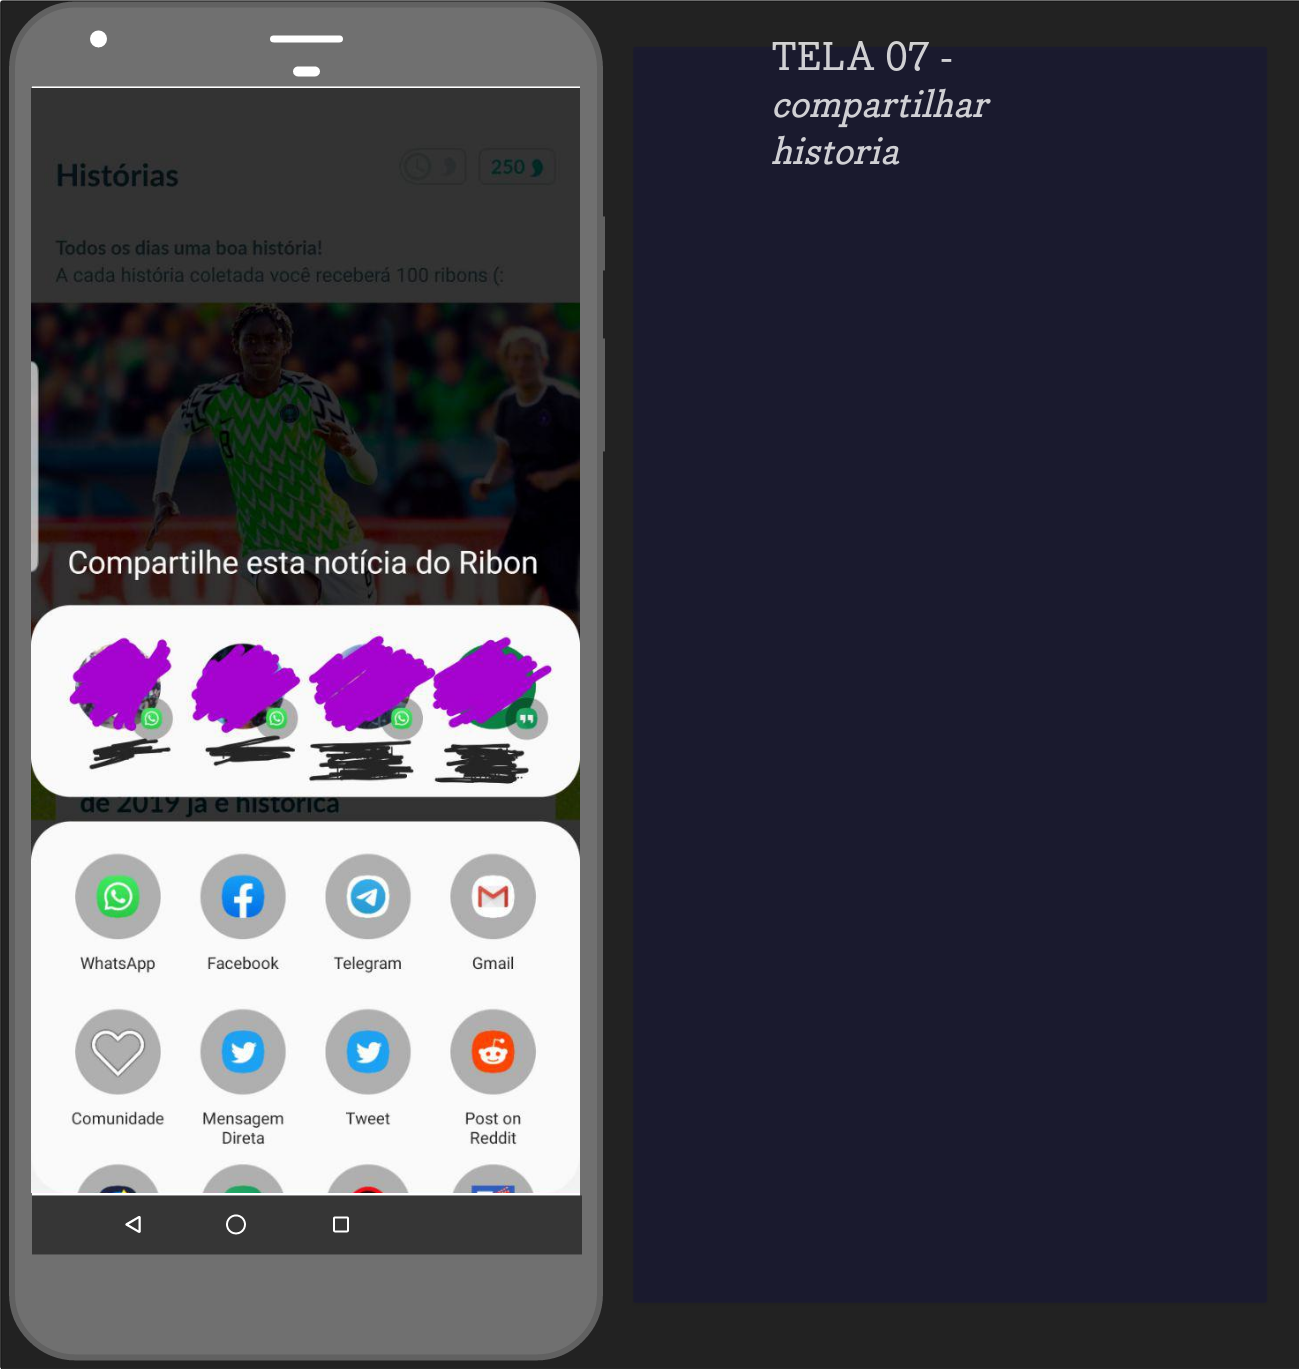 TELA 07 -
compartilhar
historia
Histórias
250
Todos os dias uma boa história!
A cada história coletada você receberá 100 ribons (:
8
Compartilhe esta notícia do Ribon
de 2019 já é histórica
WhatsApp
Facebook
Telegram
Gmail
Comunidade
Mensagem
Direta
Tweet
Post on
Reddit